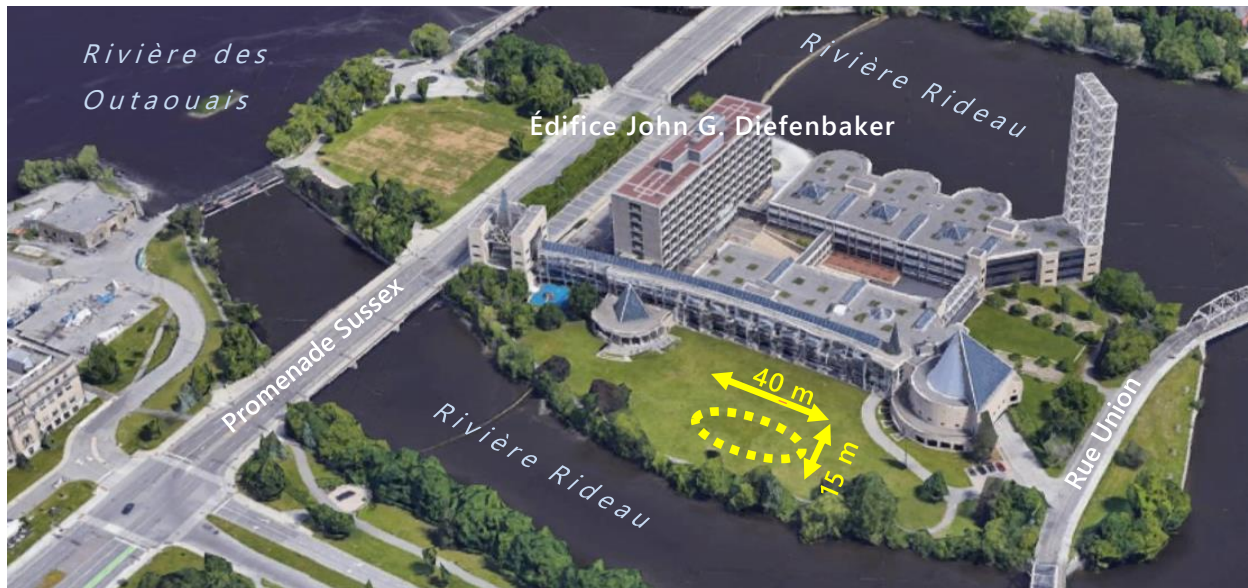 Rivière des
Outaouais
Rivière Rideau
Édifice John G. Diefenbaker
Promenade Sussex
40 m
15 m
Rivière Rideau
Rue Union